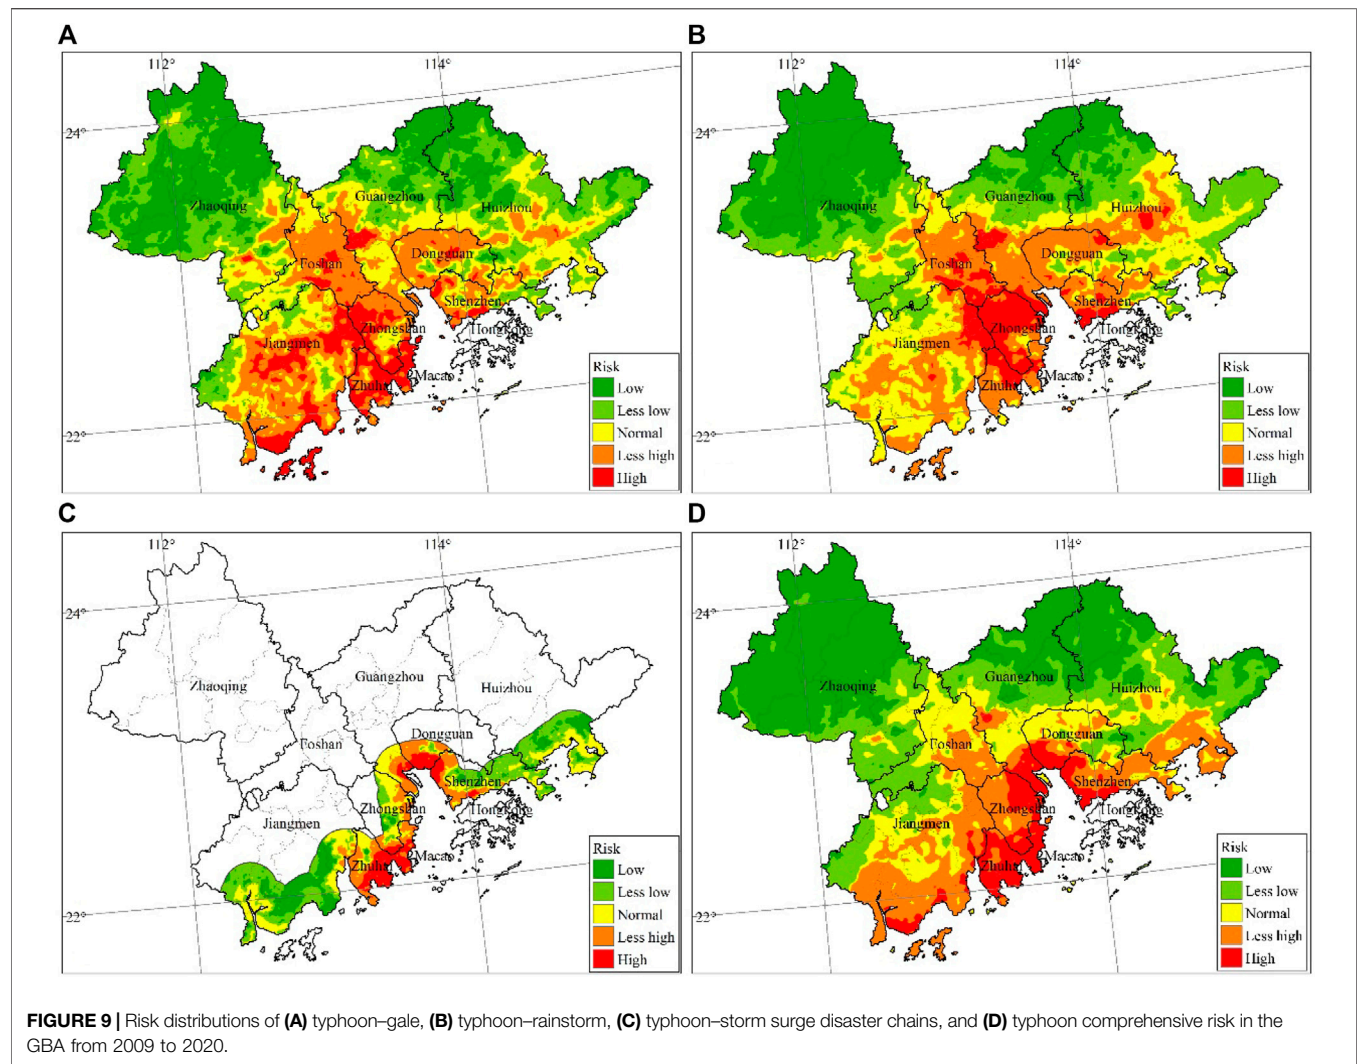 A
B
112°
114°
112°
114°
24°
24°
Zhaoqing
Guangzhou
Huizhou
Zhaoqing
Guangzhou
Huizhou
Foshan
Dongguan
Foshan
Dongguan
Shenzhen
Shenzhen
Jiangmen
Zhongshan
HongKong
Jiangmen
Zhongshan
HongKong
Zhuhai
Macao
Zhuhai
Macao
22°
22°
Risk
Low
Less low
Normal
Less high
High
Risk
Low
Less low
Normal
Less high
High
C
D
112°
114°
112°
114°
24°
24°
Zhaoqing
Guangzhou
Huizhou
Zhaoqing
Guangzhou
Huizhou
Foshan
Dongguan
Foshan
Dongguan
Shenzhen
Shenzhen
Jiangmen
Zhongshan
HongKong
Jiangmen
Zhongshan
HongKong
Zhuhai
Macao
Zhuhai
Macao
22°
22°
Risk
Low
Less low
Normal
Less high
High
Risk
Low
Less low
Normal
Less high
High
FIGURE 9 | Risk distributions of (A) typhoon–gale, (B) typhoon–rainstorm, (C) typhoon–storm surge disaster chains, and (D) typhoon comprehensive risk in the
GBA from 2009 to 2020.